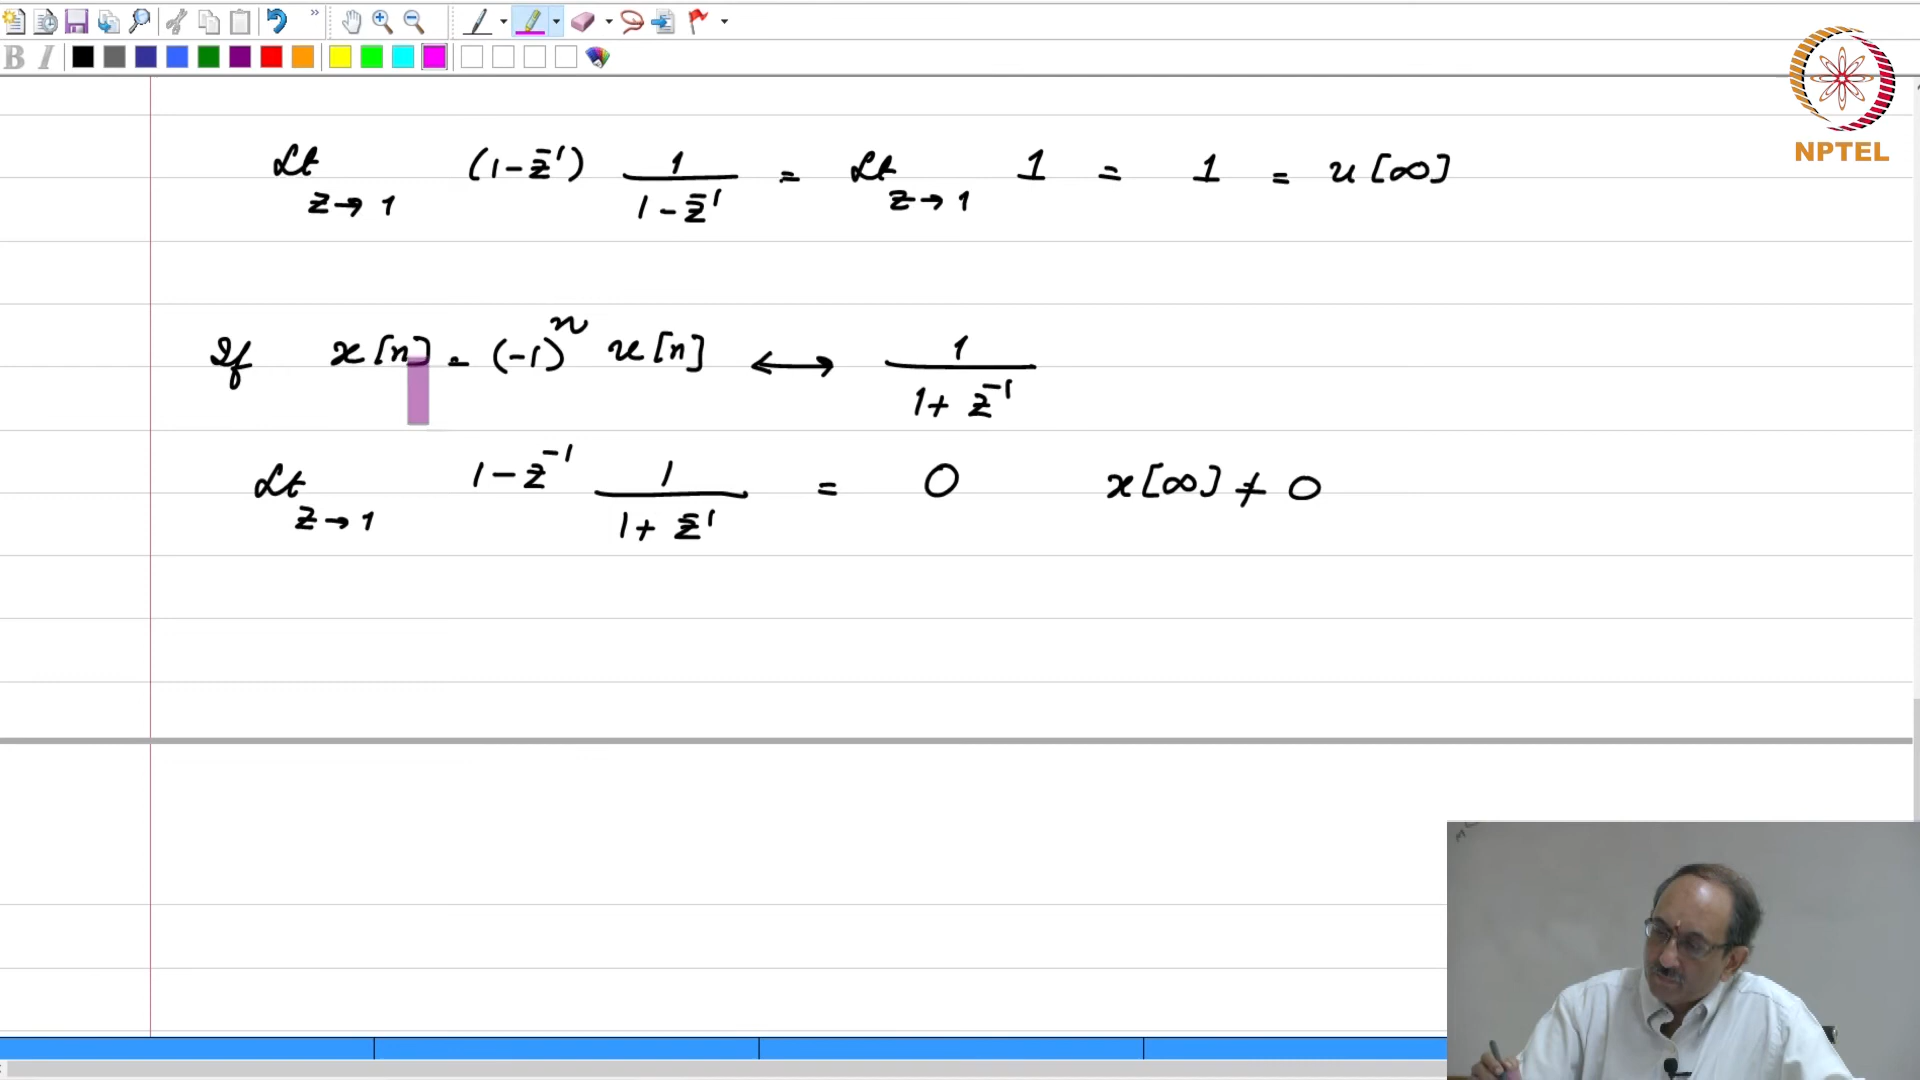 NPTEL
Lt z→1 (1-z⁻¹) 1/(1-z⁻¹) = Lt z→1 1 = 1 = u[∞]
If x[n] = (-1)ⁿ u[n] ↔ 1/(1+z⁻¹)
Lt z→1 1-z⁻¹ 1/(1+z⁻¹) = 0 x[∞] ≠ 0